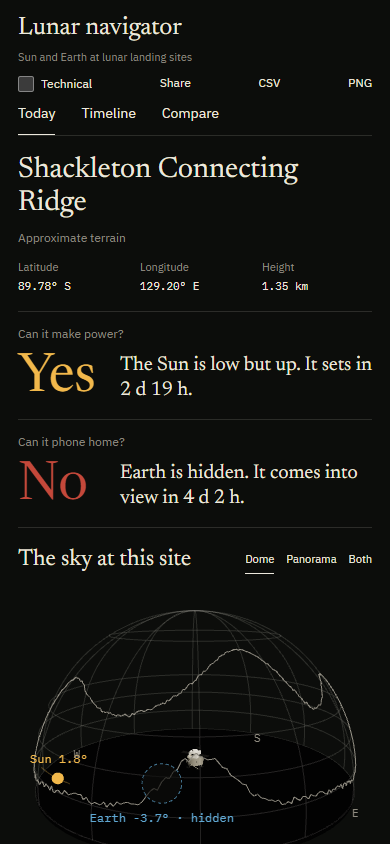 Lunar navigator
Sun and Earth at lunar landing sites
Technical Share CSV PNG
Today Timeline Compare
Shackleton Connecting
Ridge
Approximate terrain
Latitude Longitude Height
89.78° S 129.20° E 1.35 km
Can it make power?
Yes
The Sun is low but up. It sets in
2 d 19 h.
Can it phone home?
No
Earth is hidden. It comes into
view in 4 d 2 h.
The sky at this site
Dome Panorama Both
S
W
Sun 1.8°
E
Earth -3.7° · hidden